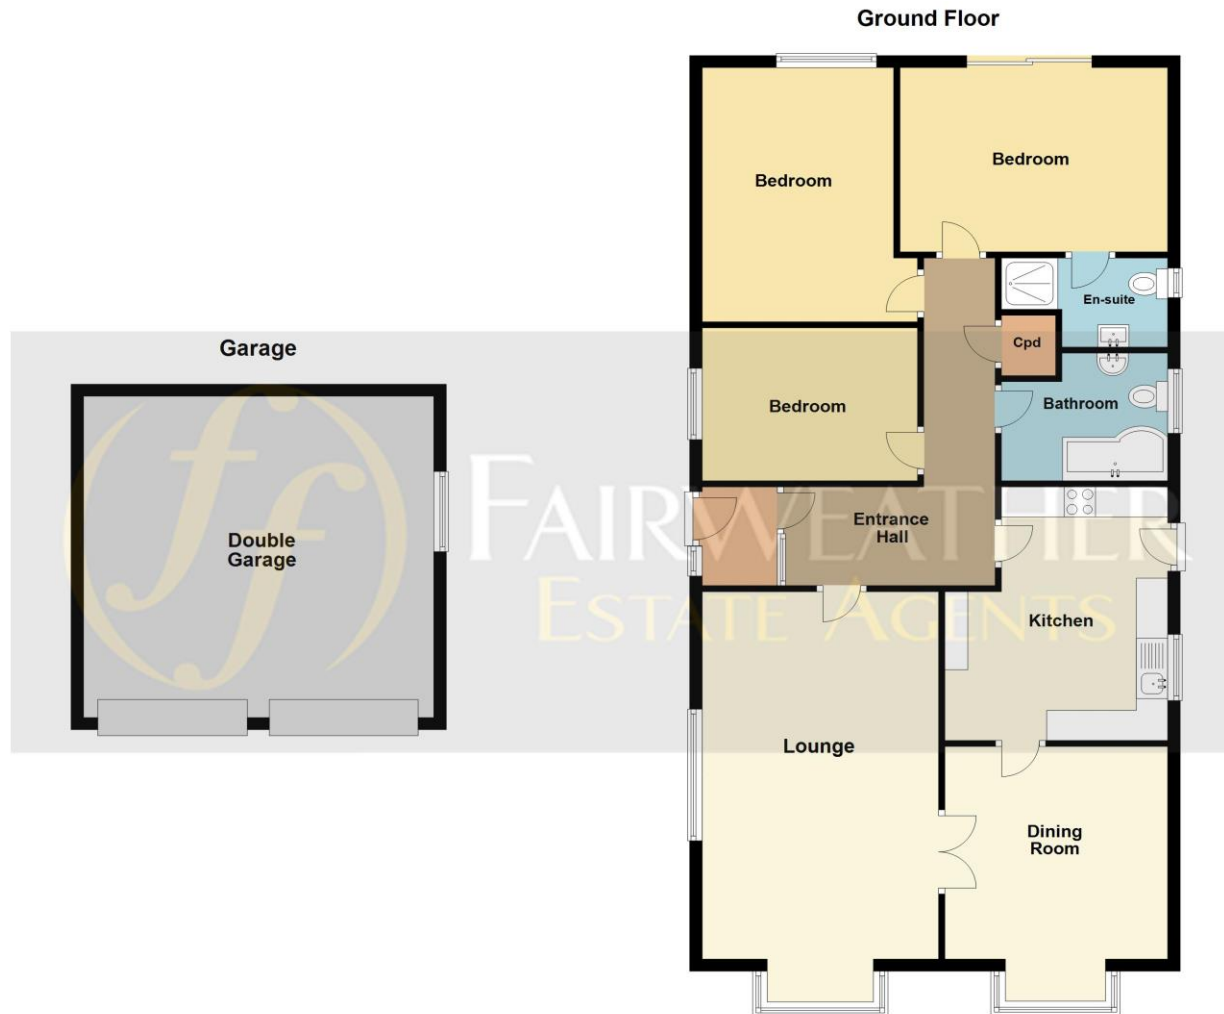 Ground Floor
Bedroom
Bedroom
En-suite
Garage
Cpd
Bedroom
Bathroom
ff
FAIRWEATHER
ESTATE AGENTS
Double
Garage
Entrance
Hall
Kitchen
Lounge
Dining
Room